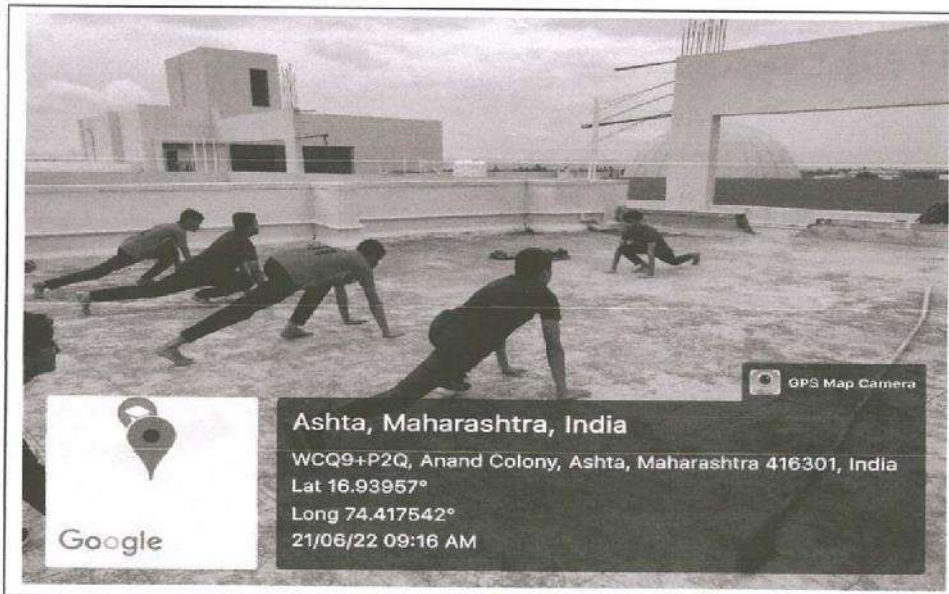 GPS Map Camera
Ashta, Maharashtra, India
WCQ9+P2Q, Anand Colony, Ashta, Maharashtra 416301, India
Lat 16.93957°
Long 74.417542°
21/06/22 09:16 AM
Google